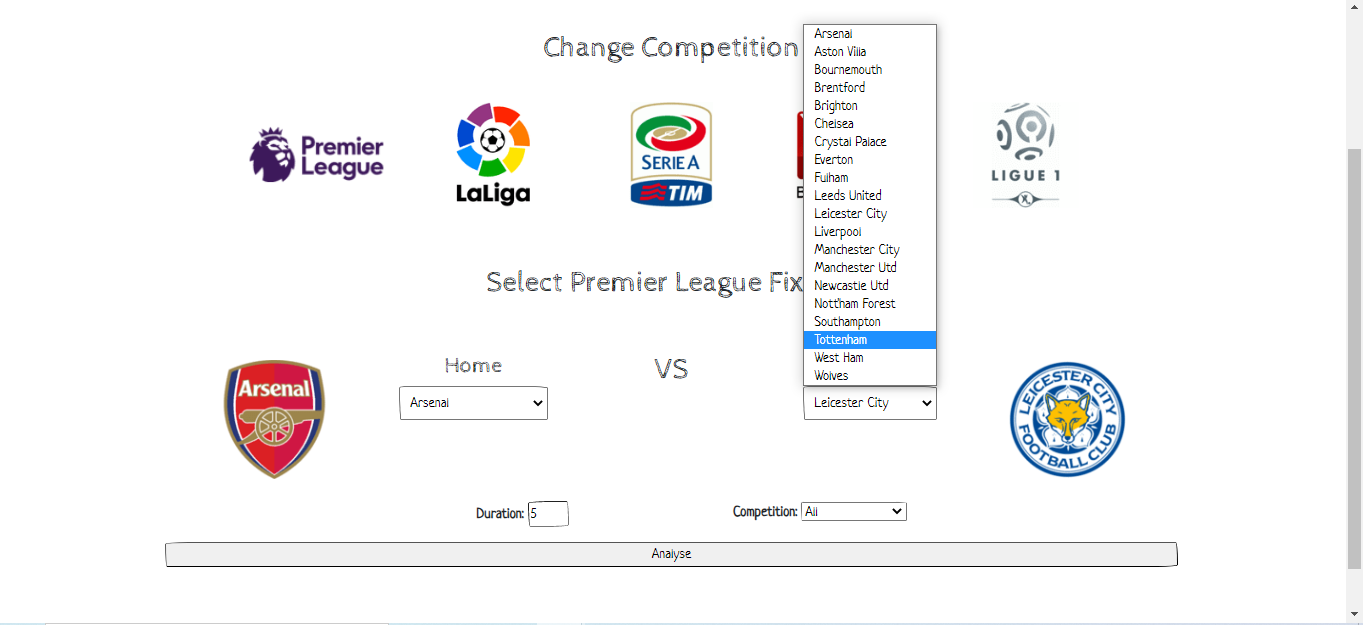 Change Competition
Premier
League
LaLiga
SERIE A
TIM
LIGUE 1
Select Premier League Fix
Arsenal
Aston Villa
Bournemouth
Brentford
Brighton
Chelsea
Crystal Palace
Everton
Fulham
Leeds United
Leicester City
Liverpool
Manchester City
Manchester Utd
Newcastle Utd
Nott'ham Forest
Southampton
Tottenham
West Ham
Wolves
Arsenal
Home
Arsenal
VS
Leicester City
LEICESTER CITY
FOOTBALL CLUB
Duration: 5
Competition: All
Analyse